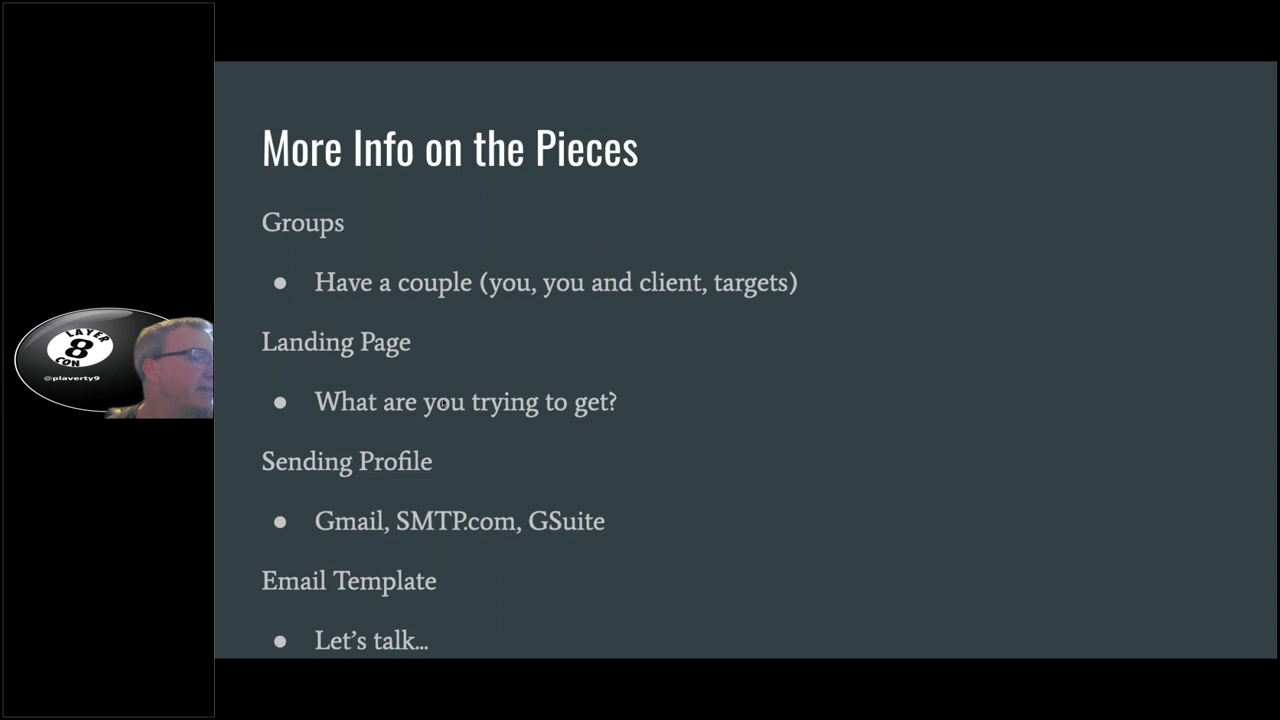 More Info on the Pieces
Groups
● Have a couple (you, you and client, targets)
Landing Page
● What are you trying to get?
Sending Profile
● Gmail, SMTP.com, GSuite
Email Template
● Let's talk...
LAYER
8
CON
@plaverty9